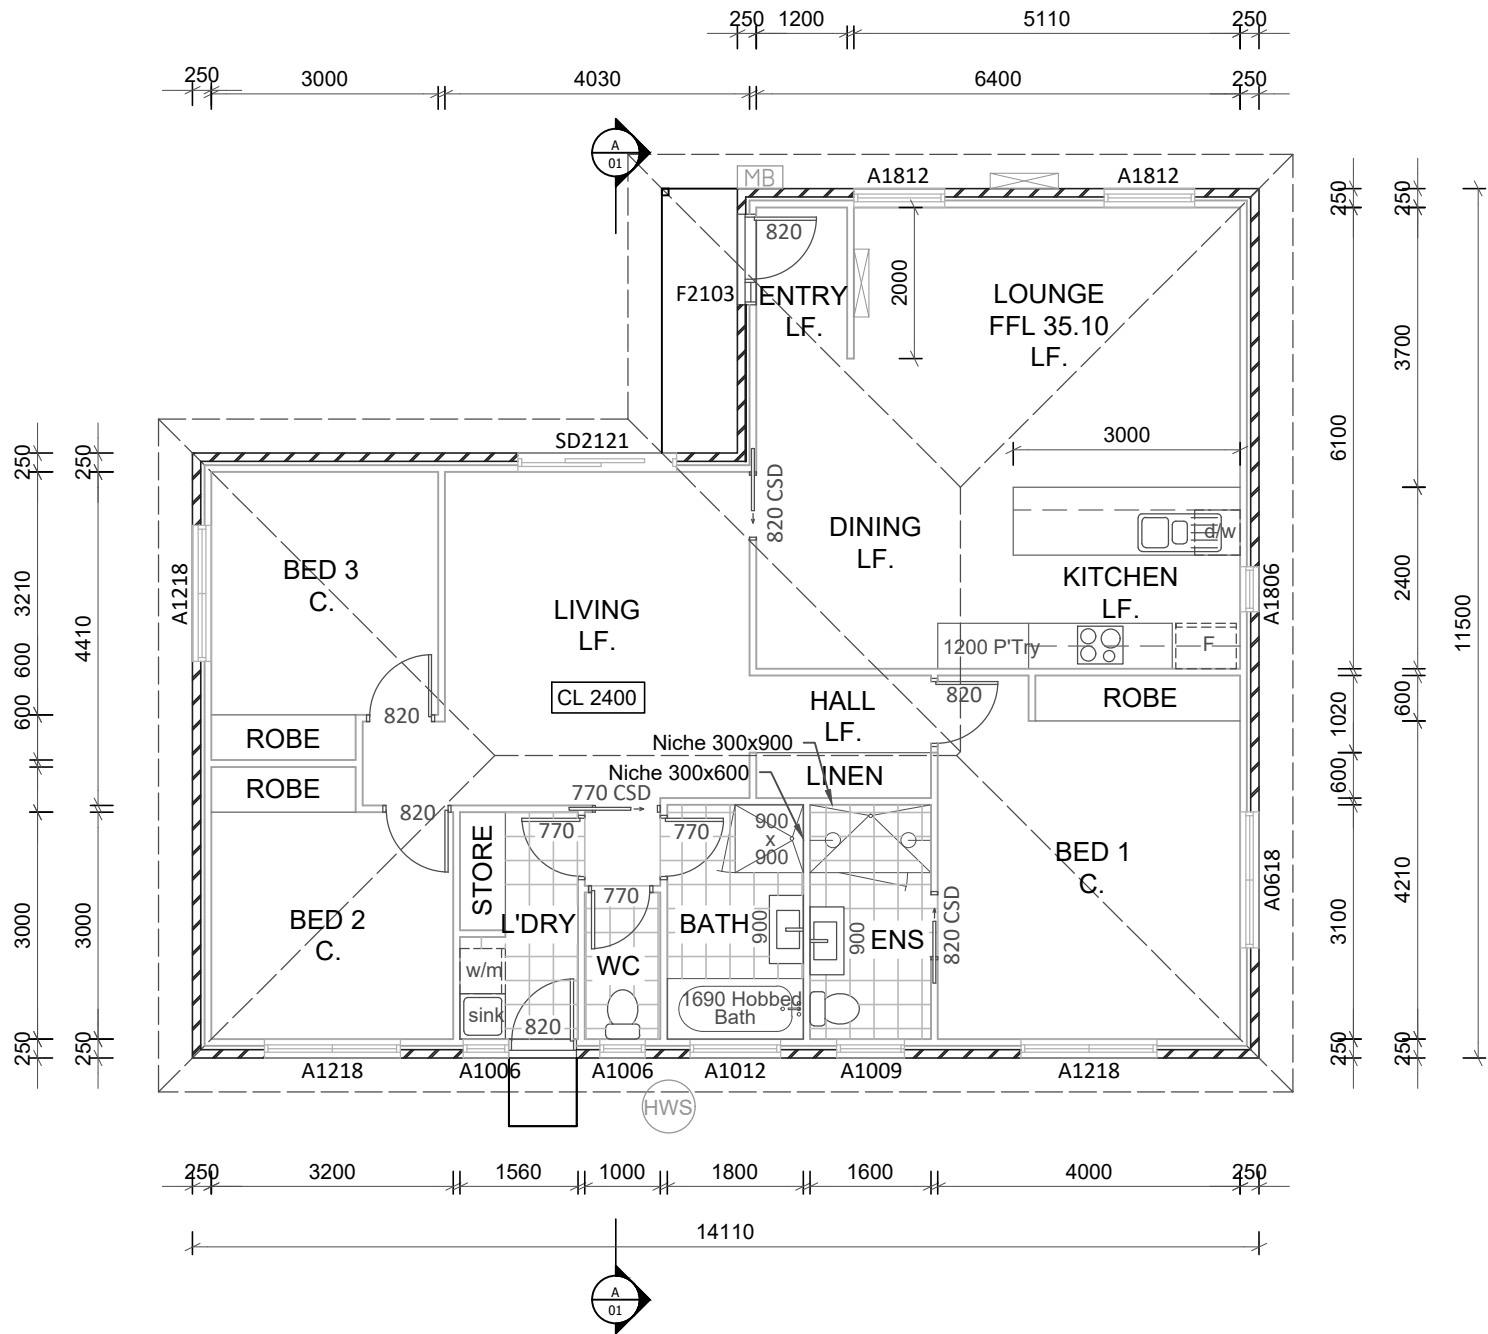 250 1200 5110 250
250 3000 4030 6400 250
A
01
MB
A1812
A1812
820
F2103
ENTRY
LF.
2000
LOUNGE
FFL 35.10
LF.
250
250
3700
6100
11500
SD2121
3000
250
250
820 CSD
DINING
LF.
d/w
KITCHEN
LF.
A1806
2400
BED 3
C.
A1218
3210
4410
LIVING
LF.
1200 P'Try
F
600
600
CL 2400
HALL
LF.
820
ROBE
1020
600
820
ROBE
Niche 300x900
Niche 300x600
LINEN
600
ROBE
770 CSD
820
770
770
900
x
900
STORE
770
BED 1
C.
A0618
4210
3100
3000
3000
BED 2
C.
L'DRY
BATH
900
900
ENS
820 CSD
w/m
WC
sink
820
1690 Hobbed
Bath
250
250
250
250
A1218
A1006
A1006
A1012
A1009
A1218
HWS
250 3200 1560 1000 1800 1600 4000 250
14110
A
01